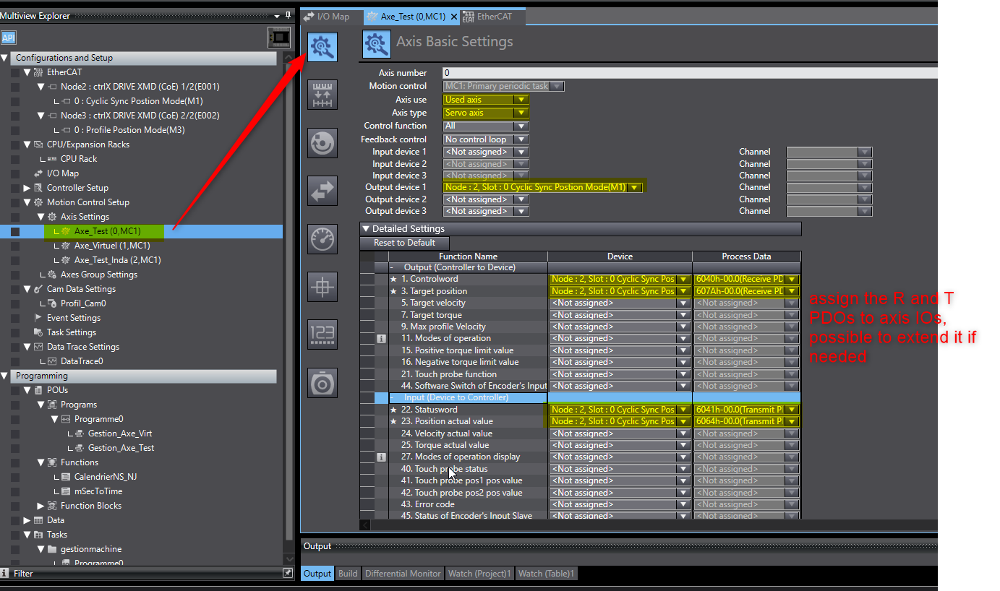 Multiview Explorer
I/O Map
Axe_Test (0,MC1)
EtherCAT
API
Configurations and Setup
EtherCAT
Node2 : ctrlX DRIVE XMD (CoE) 1/2(E001)
0 : Cyclic Sync Postion Mode(M1)
Node3 : ctrlX DRIVE XMD (CoE) 2/2(E002)
0 : Profile Postion Mode(M3)
CPU/Expansion Racks
CPU Rack
I/O Map
Controller Setup
Motion Control Setup
Axis Settings
Axe_Test (0,MC1)
Axe_Virtuel (1,MC1)
Axe_Test_Inda (2,MC1)
Axes Group Settings
Cam Data Settings
Profil_Cam0
Event Settings
Task Settings
Data Trace Settings
DataTrace0
Programming
POUs
Programs
Programme0
Gestion_Axe_Virt
Gestion_Axe_Test
Functions
CalendrierNS_NJ
mSecToTime
Function Blocks
Data
Tasks
gestionmachine
Programme0
Filter
Axis Basic Settings
Axis number 0
Motion control MC1: Primary periodic task
Axis use Used axis
Axis type Servo axis
Control function All
Feedback control No control loop
Input device 1 <Not assigned> Channel
Input device 2 <Not assigned> Channel
Input device 3 <Not assigned> Channel
Output device 1 Node : 2, Slot : 0 Cyclic Sync Postion Mode(M1) Channel
Output device 2 <Not assigned> Channel
Output device 3 <Not assigned> Channel
Detailed Settings
Reset to Default
Function Name Device Process Data
- Output (Controller to Device)
★ 1. Controlword Node : 2, Slot : 0 Cyclic Sync Pos 6040h-00.0(Receive PD
★ 3. Target position Node : 2, Slot : 0 Cyclic Sync Pos 607Ah-00.0(Receive PD
5. Target velocity <Not assigned> <Not assigned>
7. Target torque <Not assigned> <Not assigned>
9. Max profile Velocity <Not assigned> <Not assigned>
11. Modes of operation <Not assigned> <Not assigned>
15. Positive torque limit value <Not assigned> <Not assigned>
16. Negative torque limit value <Not assigned> <Not assigned>
21. Touch probe function <Not assigned> <Not assigned>
44. Software Switch of Encoder's Input <Not assigned> <Not assigned>
- Input (Device to Controller)
★ 22. Statusword Node : 2, Slot : 0 Cyclic Sync Pos 6041h-00.0(Transmit P
★ 23. Position actual value Node : 2, Slot : 0 Cyclic Sync Pos 6064h-00.0(Transmit P
24. Velocity actual value <Not assigned> <Not assigned>
25. Torque actual value <Not assigned> <Not assigned>
27. Modes of operation display <Not assigned> <Not assigned>
40. Touch probe status <Not assigned> <Not assigned>
41. Touch probe pos1 pos value <Not assigned> <Not assigned>
42. Touch probe pos2 pos value <Not assigned> <Not assigned>
43. Error code <Not assigned> <Not assigned>
45. Status of Encoder's Input Slave <Not assigned> <Not assigned>
assign the R and T
PDOs to axis IOs,
possible to extend it if
needed
Output
Output Build Differential Monitor Watch (Project)1 Watch (Table)1